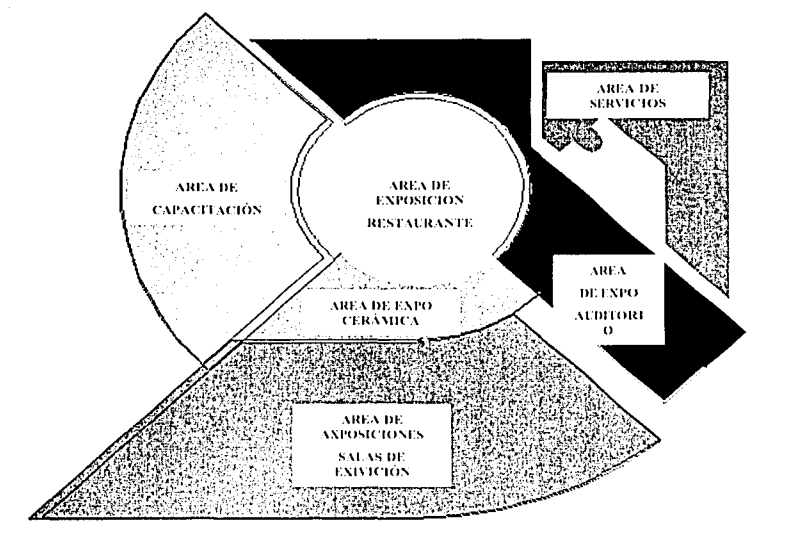 AREA DE
SERVICIOS
AREA DE
CAPACITACIÓN
AREA DE
EXPOSICION
RESTAURANTE
AREA
DE EXPO
AUDITORI
O
AREA DE EXPO
CERÁMICA
AREA DE
AXPOSICIONES
SALAS DE
EXIVICIÓN